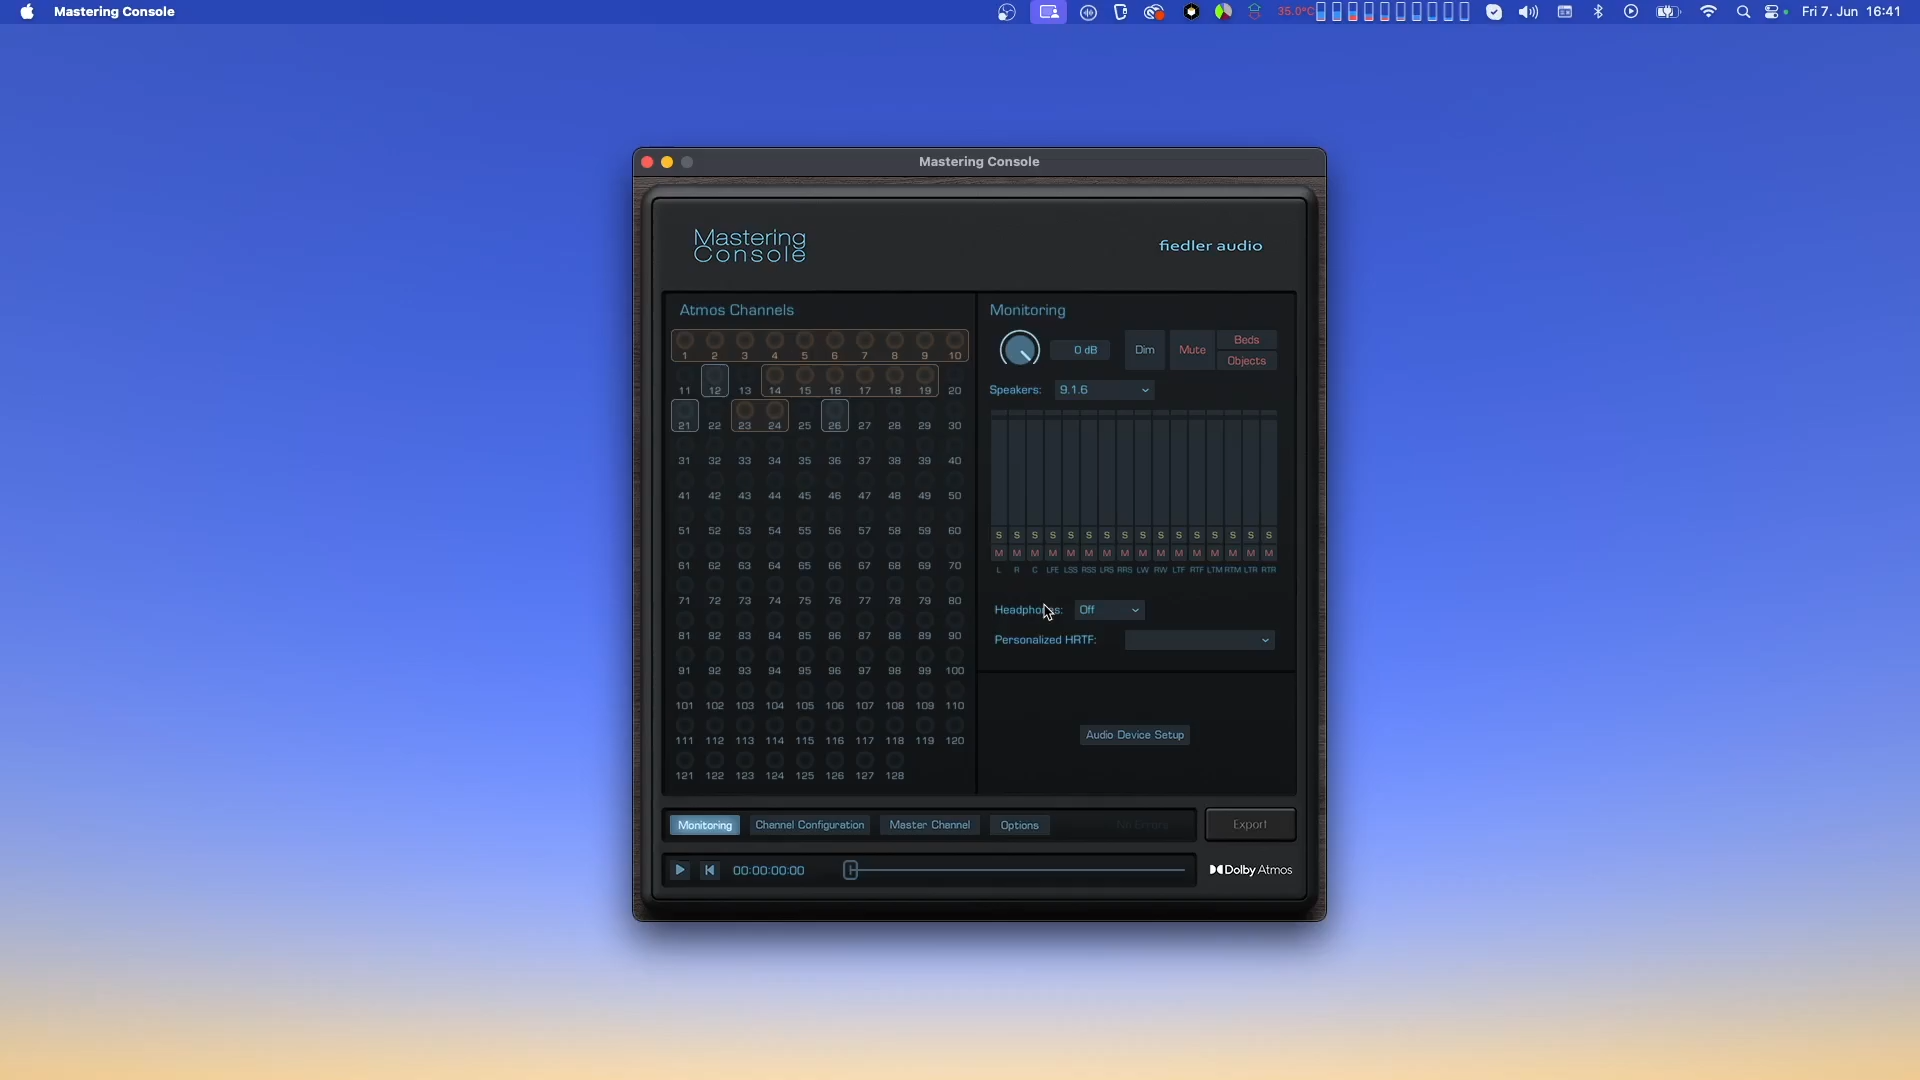 Mastering Console
35.0°C
Fri 7. Jun 16:41
Mastering Console
Mastering
Console
fiedler audio
Atmos Channels
1 2 3 4 5 6 7 8 9 10
11 12 13 14 15 16 17 18 19 20
21 22 23 24 25 26 27 28 29 30
31 32 33 34 35 36 37 38 39 40
41 42 43 44 45 46 47 48 49 50
51 52 53 54 55 56 57 58 59 60
61 62 63 64 65 66 67 68 69 70
71 72 73 74 75 76 77 78 79 80
81 82 83 84 85 86 87 88 89 90
91 92 93 94 95 96 97 98 99 100
101 102 103 104 105 106 107 108 109 110
111 112 113 114 115 116 117 118 119 120
121 122 123 124 125 126 127 128
Monitoring
0 dB
Dim
Mute
Beds
Objects
Speakers: 9.1.6
S S S S S S S S S S S S S S S S
M M M M M M M M M M M M M M M M
L R C LFE LSS RSS LRS RRS LW RW LTF RTF LTM RTM LTR RTR
Headphones: Off
Personalized HRTF:
Audio Device Setup
Monitoring
Channel Configuration
Master Channel
Options
No Errors
Export
00:00:00:00
Dolby Atmos